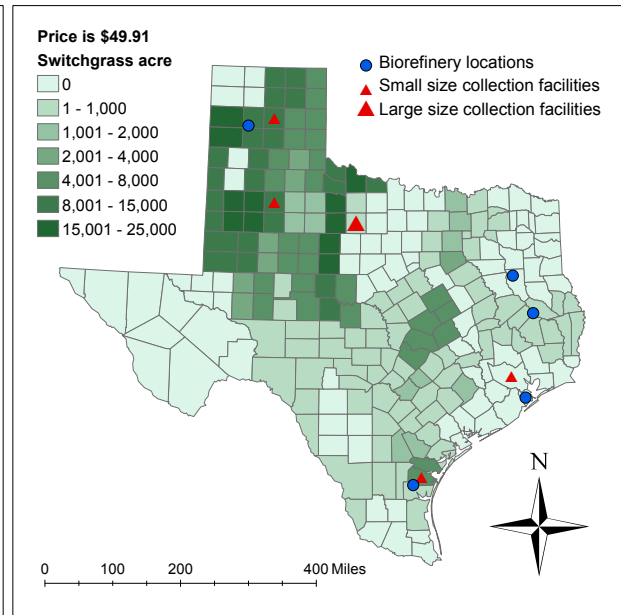 Price is $49.91
Switchgrass acre
0
1 - 1,000
1,001 - 2,000
2,001 - 4,000
4,001 - 8,000
8,001 - 15,000
15,001 - 25,000
Biorefinery locations
Small size collection facilities
Large size collection facilities
N
0 100 200 300 400 Miles